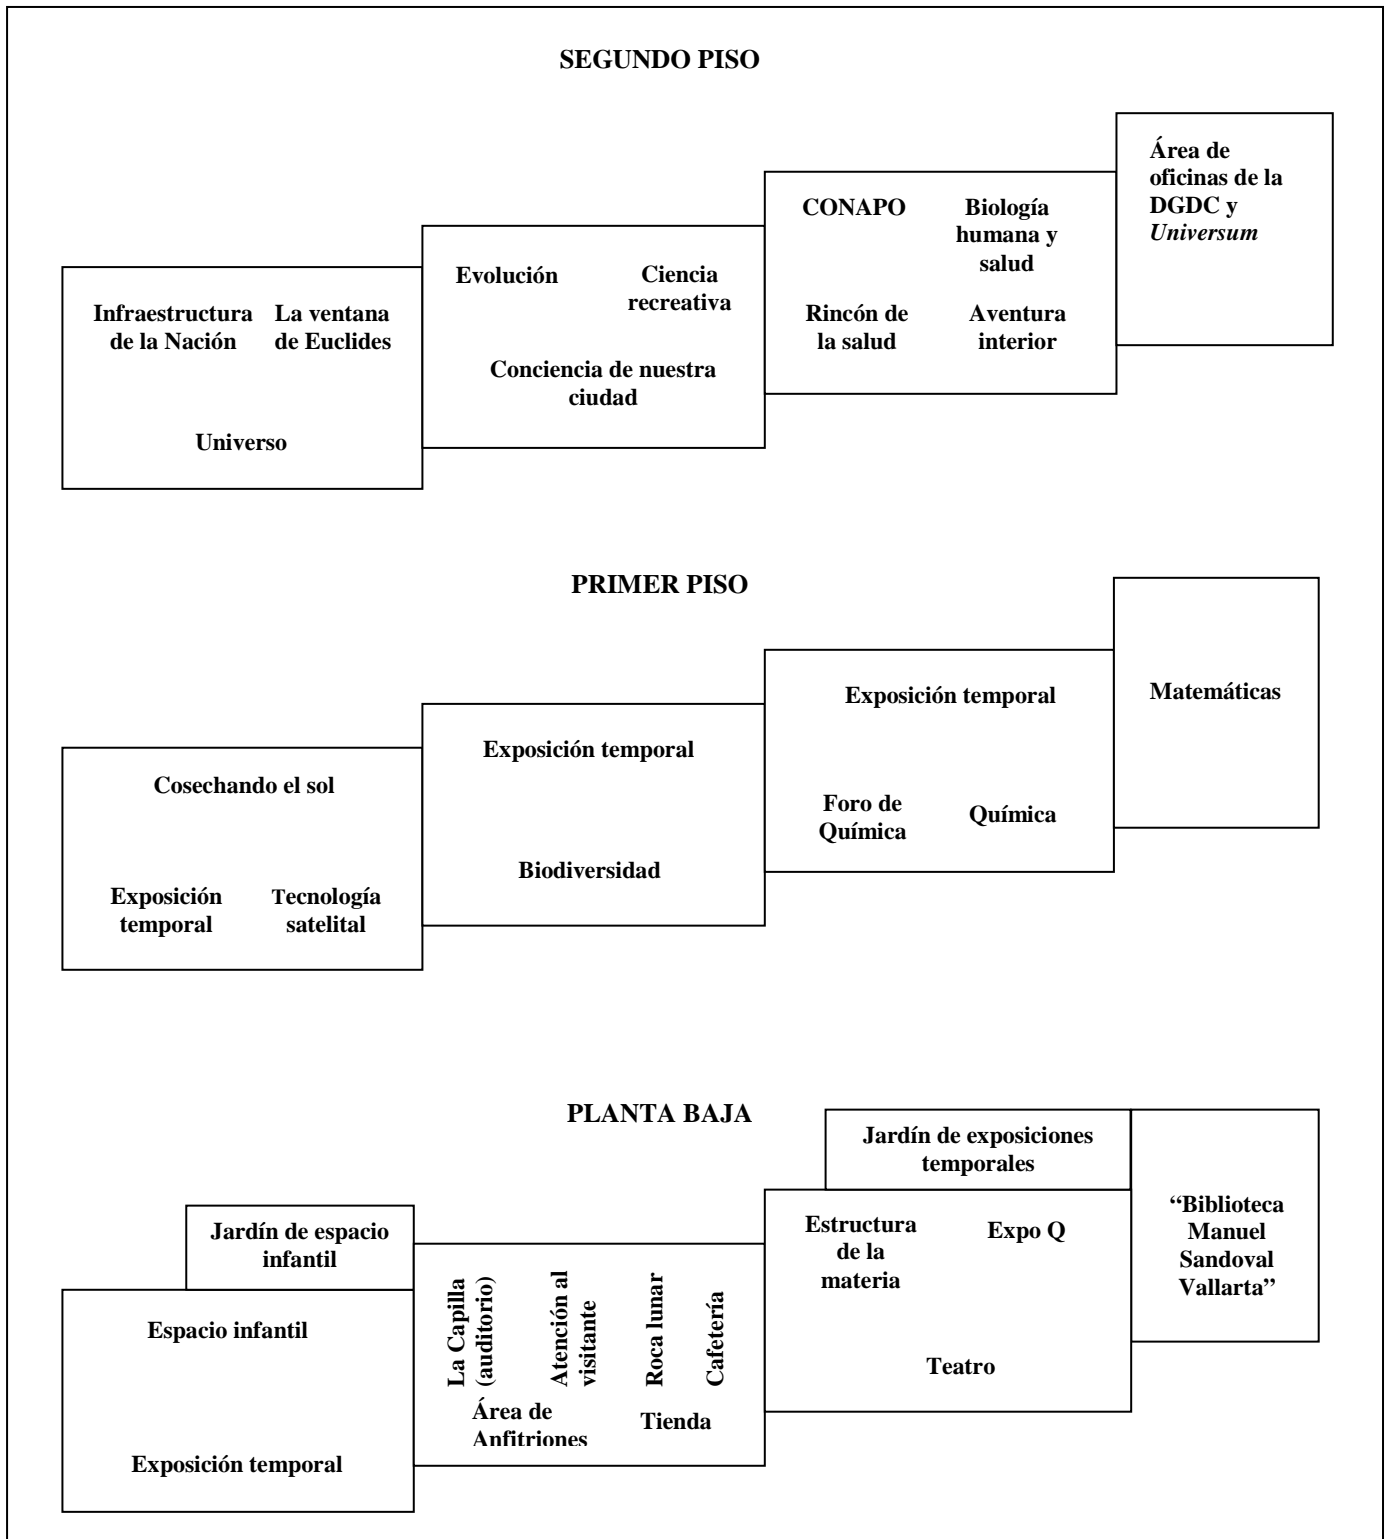 SEGUNDO PISO
Infraestructura
de la Nación
La ventana
de Euclides
Universo
Evolución
Ciencia
recreativa
Conciencia de nuestra
ciudad
CONAPO
Biología
humana y
salud
Rincón de
la salud
Aventura
interior
Área de
oficinas de la
DGDC y
Universum
PRIMER PISO
Cosechando el sol
Exposición
temporal
Tecnología
satelital
Exposición temporal
Biodiversidad
Exposición temporal
Foro de
Química
Química
Matemáticas
PLANTA BAJA
Jardín de espacio
infantil
Espacio infantil
Exposición temporal
La Capilla
(auditorio)
Atención al
visitante
Roca lunar
Cafetería
Área de
Anfitriones
Tienda
Jardín de exposiciones
temporales
Estructura
de la
materia
Expo Q
Teatro
“Biblioteca
Manuel
Sandoval
Vallarta”